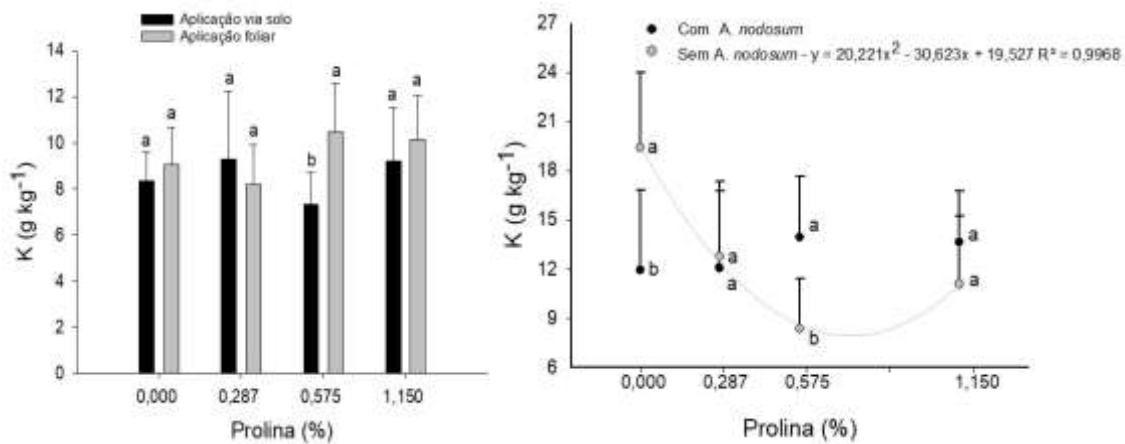 Aplicação via solo
Aplicação foliar
14
12
10
8
6
4
2
0
K (g kg⁻¹)
a
a
a
a
b
a
a
a
0,000
0,287
0,575
1,150
Prolina (%)
Com A. nodosum
Sem A. nodosum - y = 20,221x² - 30,623x + 19,527 R² = 0,9968
27
24
21
18
15
12
9
6
K (g kg⁻¹)
a
b
a
a
a
b
a
a
0,000
0,287
0,575
1,150
Prolina (%)